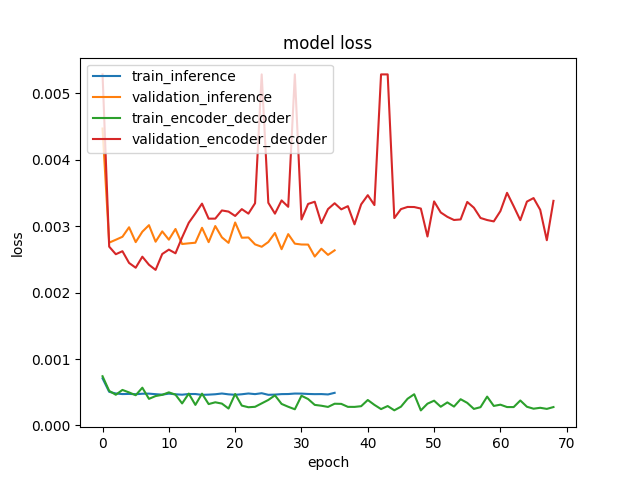 model loss
train_inference
validation_inference
train_encoder_decoder
validation_encoder_decoder
loss
0.005
0.004
0.003
0.002
0.001
0.000
0 10 20 30 40 50 60 70
epoch